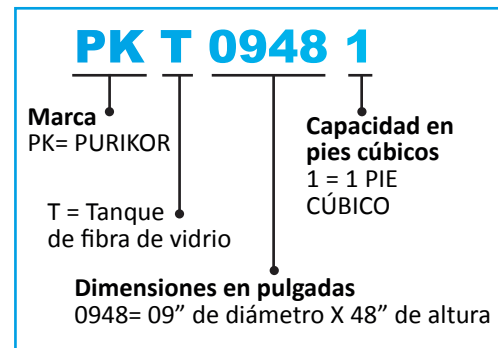 PK T 0948 1
Marca
PK= PURIKOR
Capacidad en
pies cúbicos
1 = 1 PIE
CÚBICO
T = Tanque
de fibra de vidrio
Dimensiones en pulgadas
0948= 09” de diámetro X 48” de altura